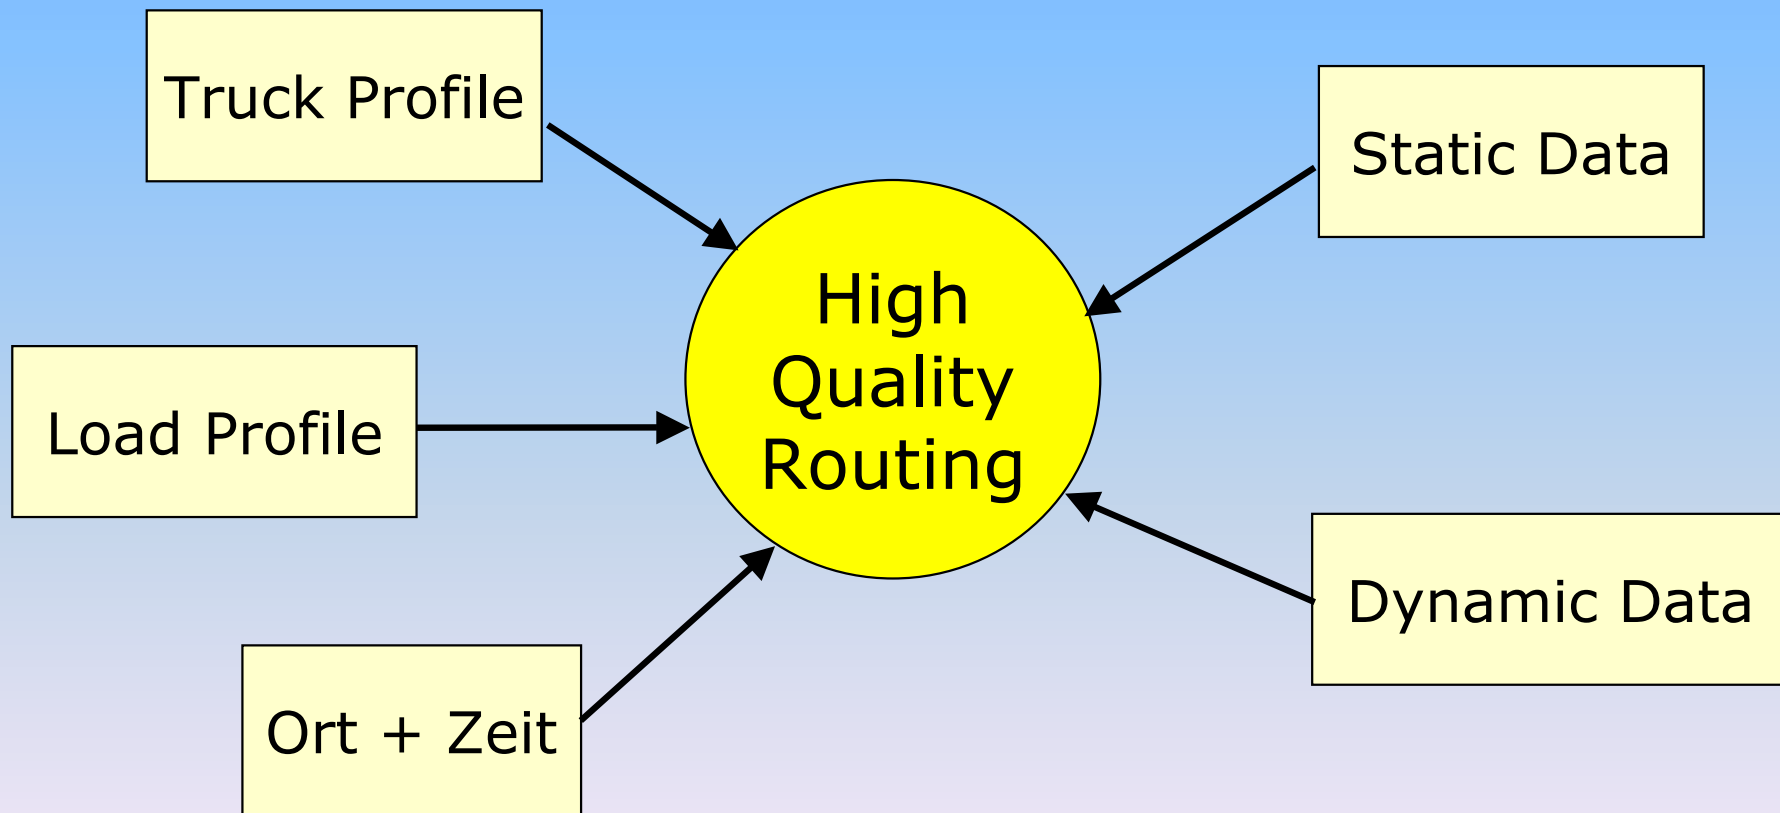 Truck Profile
Static Data
High
Quality
Routing
Load Profile
Dynamic Data
Ort + Zeit